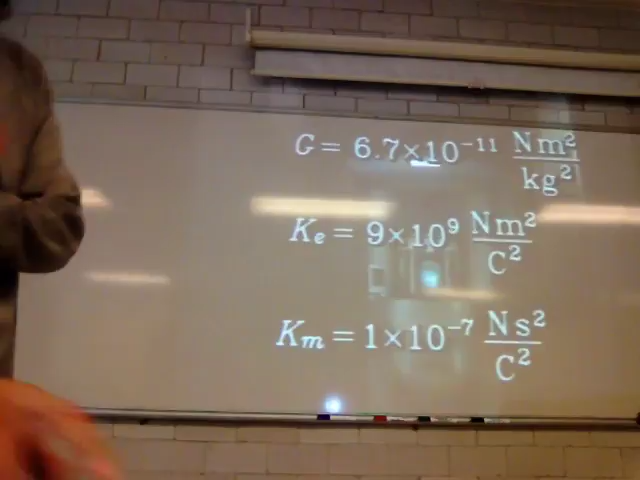 G = 6.7×10⁻¹¹ Nm²/kg²
Kₑ = 9×10⁹ Nm²/C²
Kₘ = 1×10⁻⁷ Ns²/C²